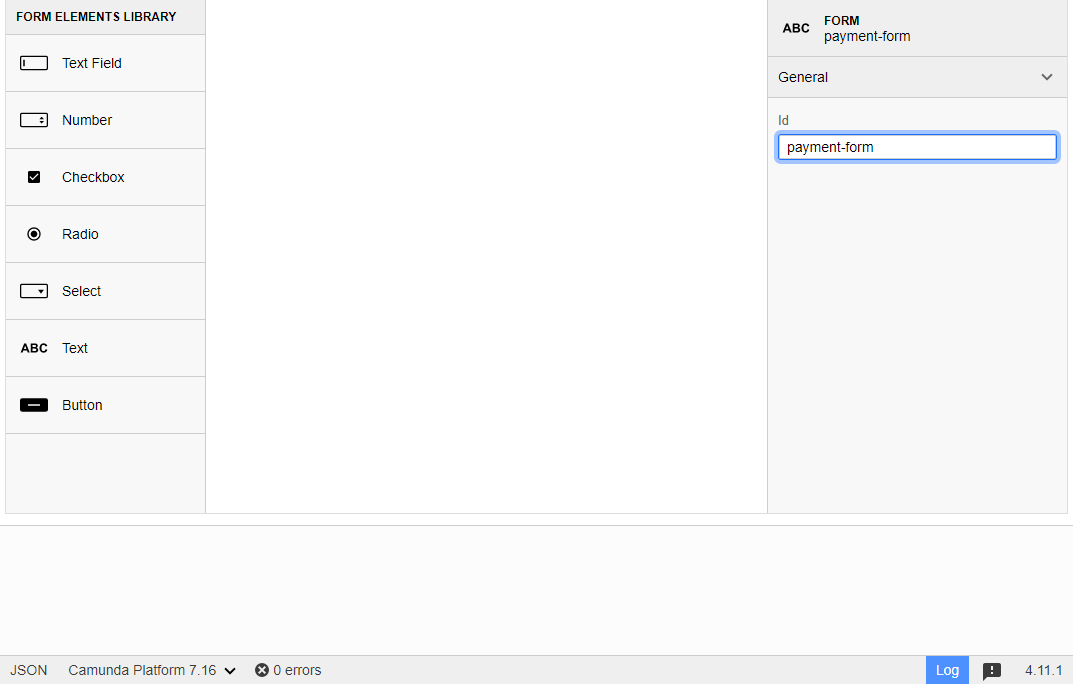 FORM ELEMENTS LIBRARY
Text Field
Number
Checkbox
Radio
Select
ABC Text
Button
ABC FORM
payment-form
General
Id
payment-form
JSON Camunda Platform 7.16 0 errors Log 4.11.1